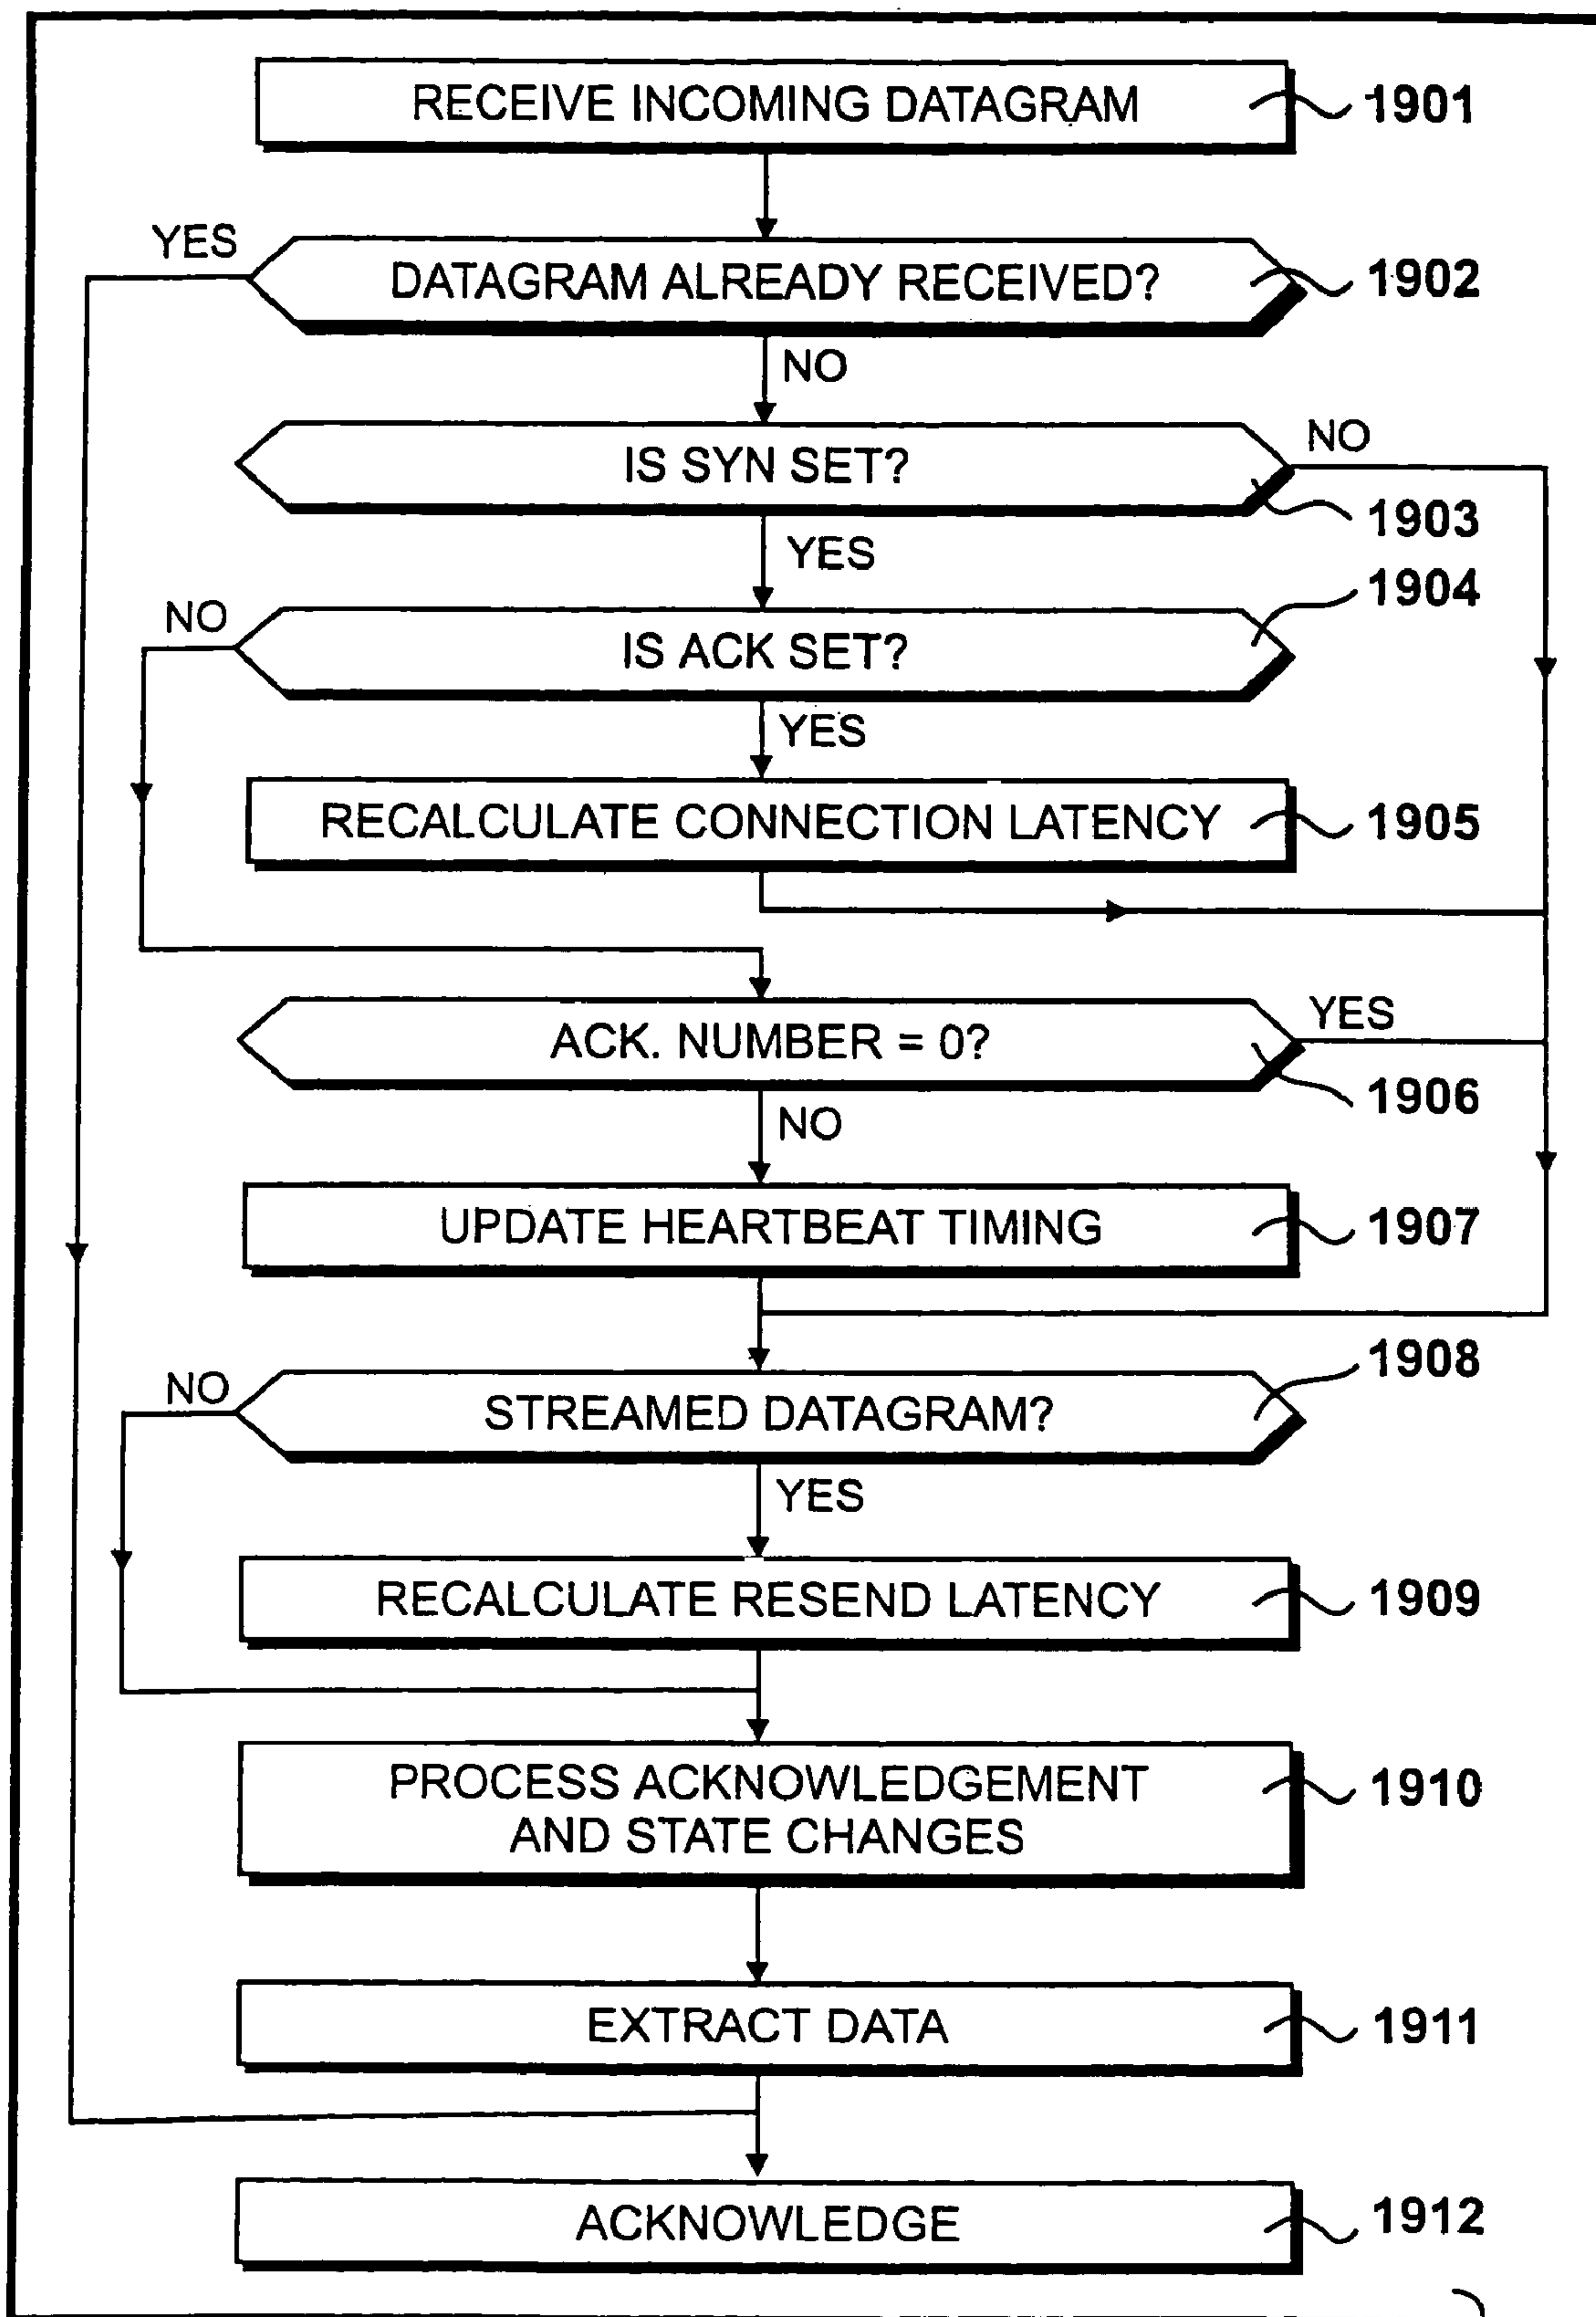 RECEIVE INCOMING DATAGRAM
1901
YES
DATAGRAM ALREADY RECEIVED?
1902
NO
IS SYN SET?
NO
1903
YES
1904
NO
IS ACK SET?
YES
RECALCULATE CONNECTION LATENCY
1905
ACK. NUMBER = 0?
YES
1906
NO
UPDATE HEARTBEAT TIMING
1907
1908
NO
STREAMED DATAGRAM?
YES
RECALCULATE RESEND LATENCY
1909
PROCESS ACKNOWLEDGEMENT
AND STATE CHANGES
1910
EXTRACT DATA
1911
ACKNOWLEDGE
1912